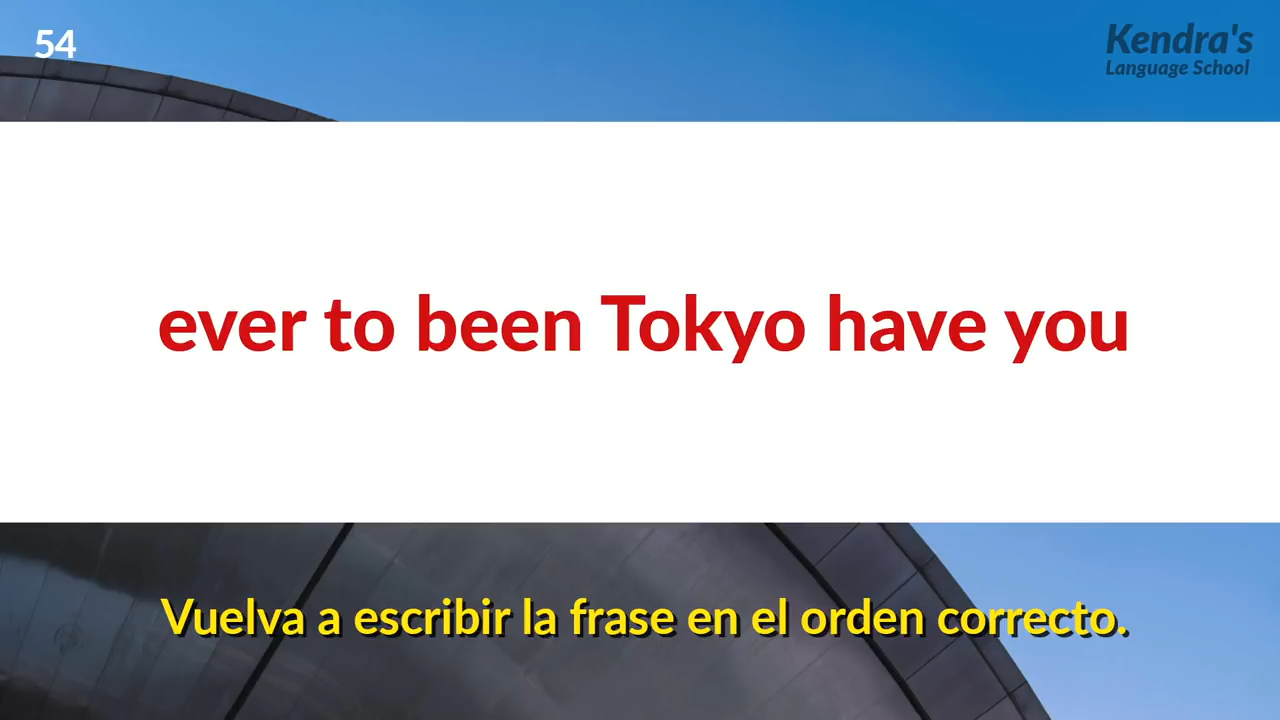 54
Kendra's
Language School
ever to been Tokyo have you
Vuelva a escribir la frase en el orden correcto.